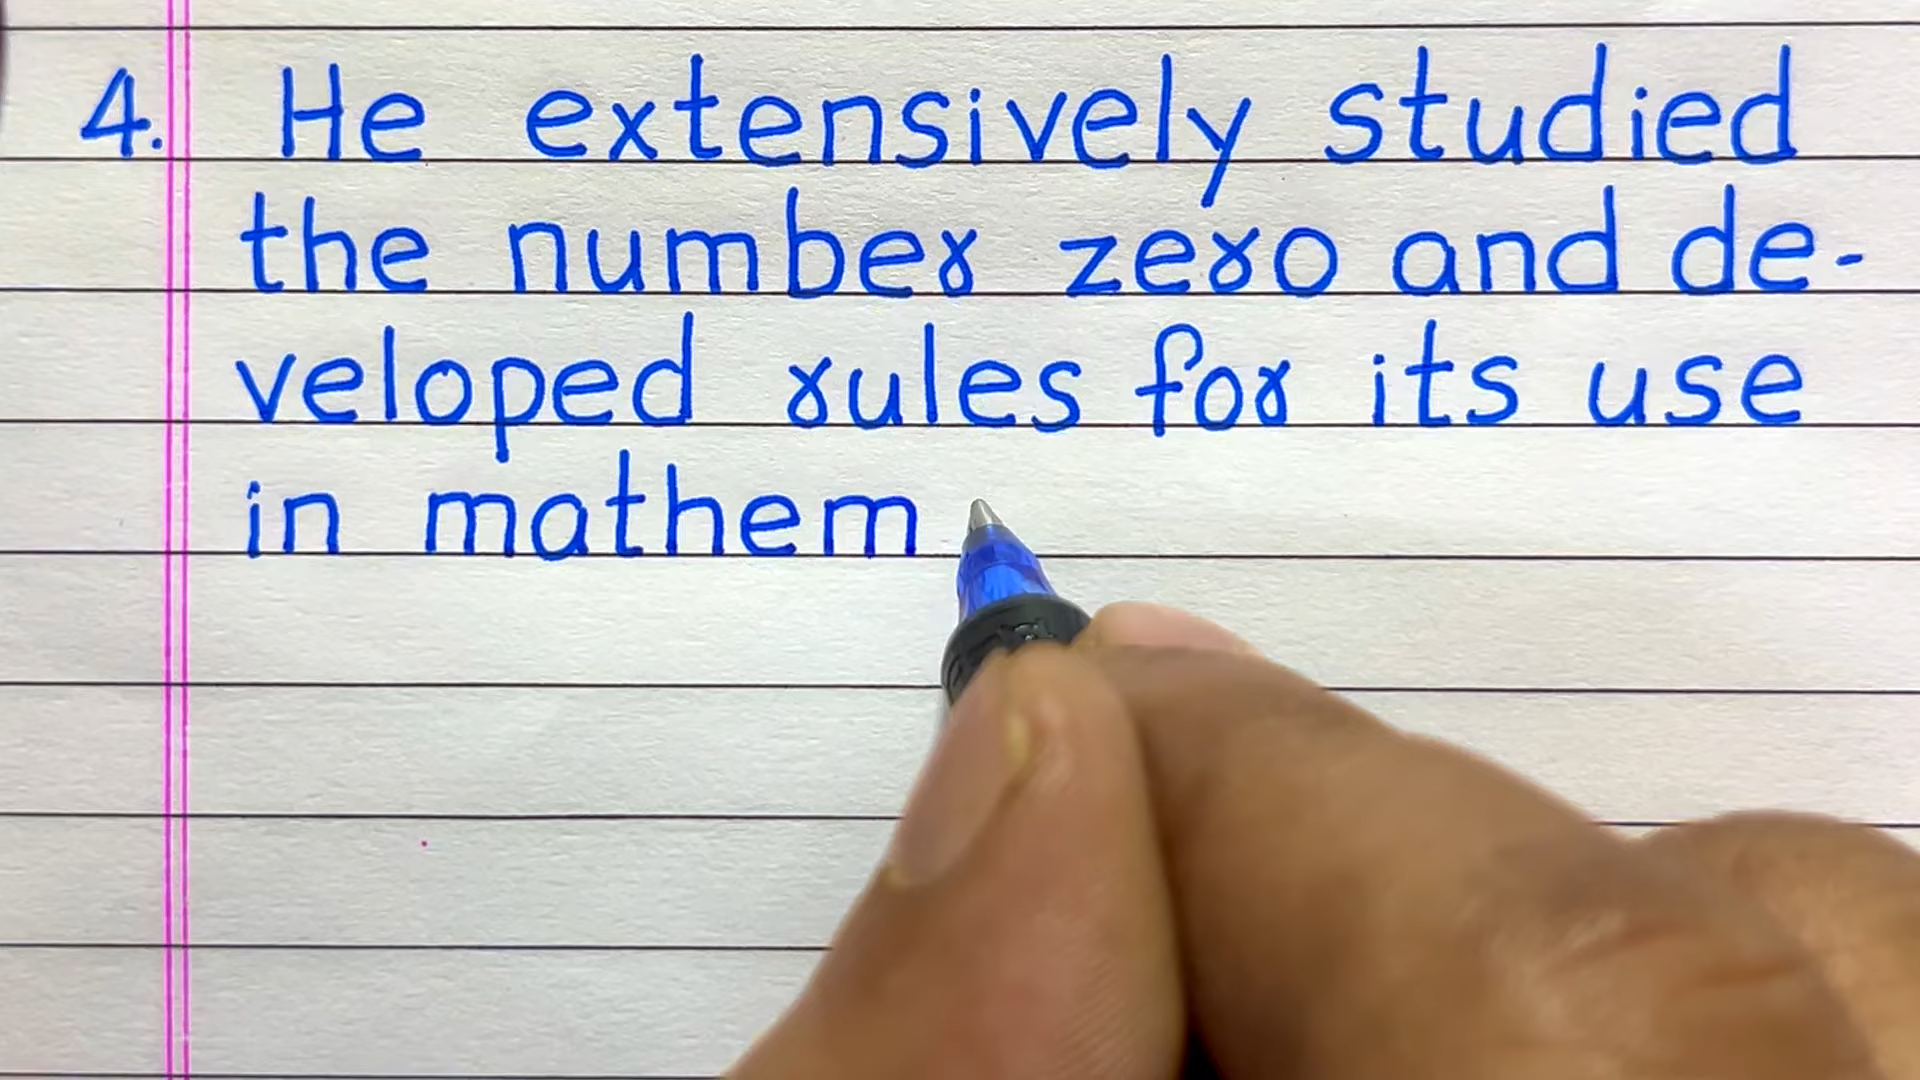 4. He extensively studied
the number zero and de-
veloped rules for its use
in mathem